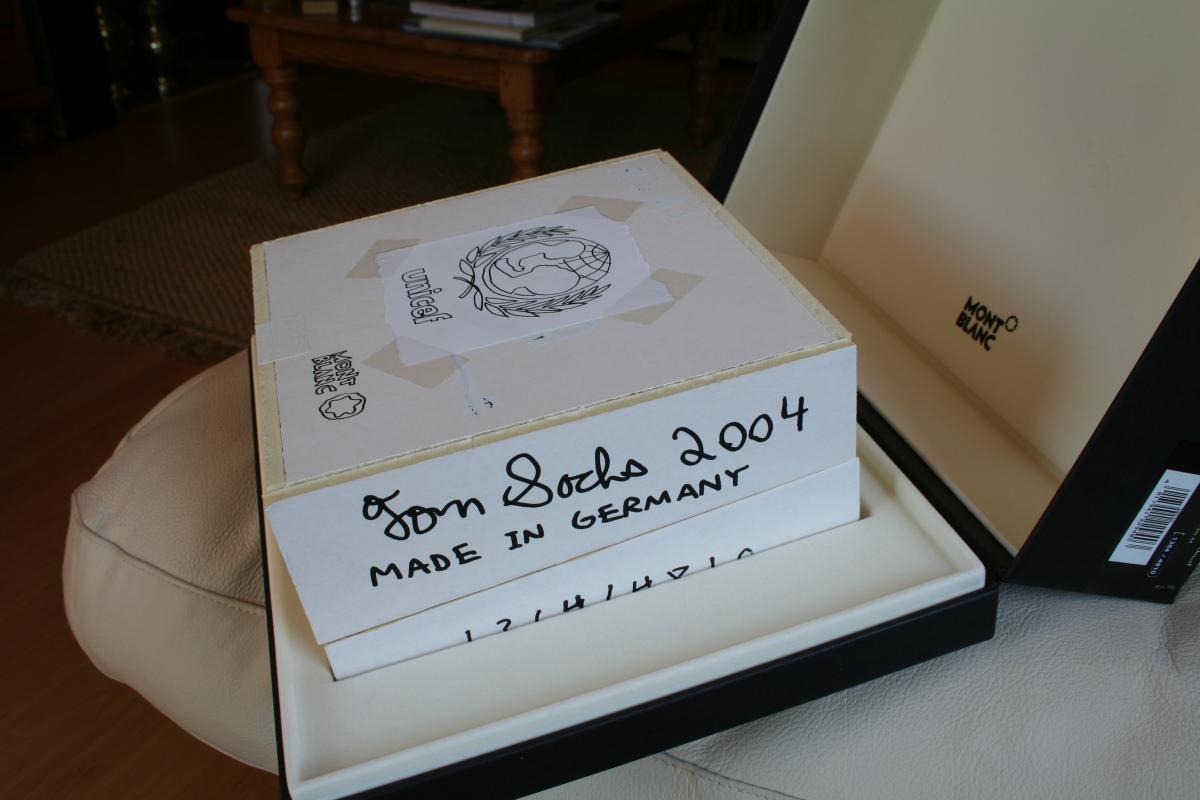 unicef
MONT
BLANC
Tom Sachs 2004
MADE IN GERMANY
MONT
BLANC